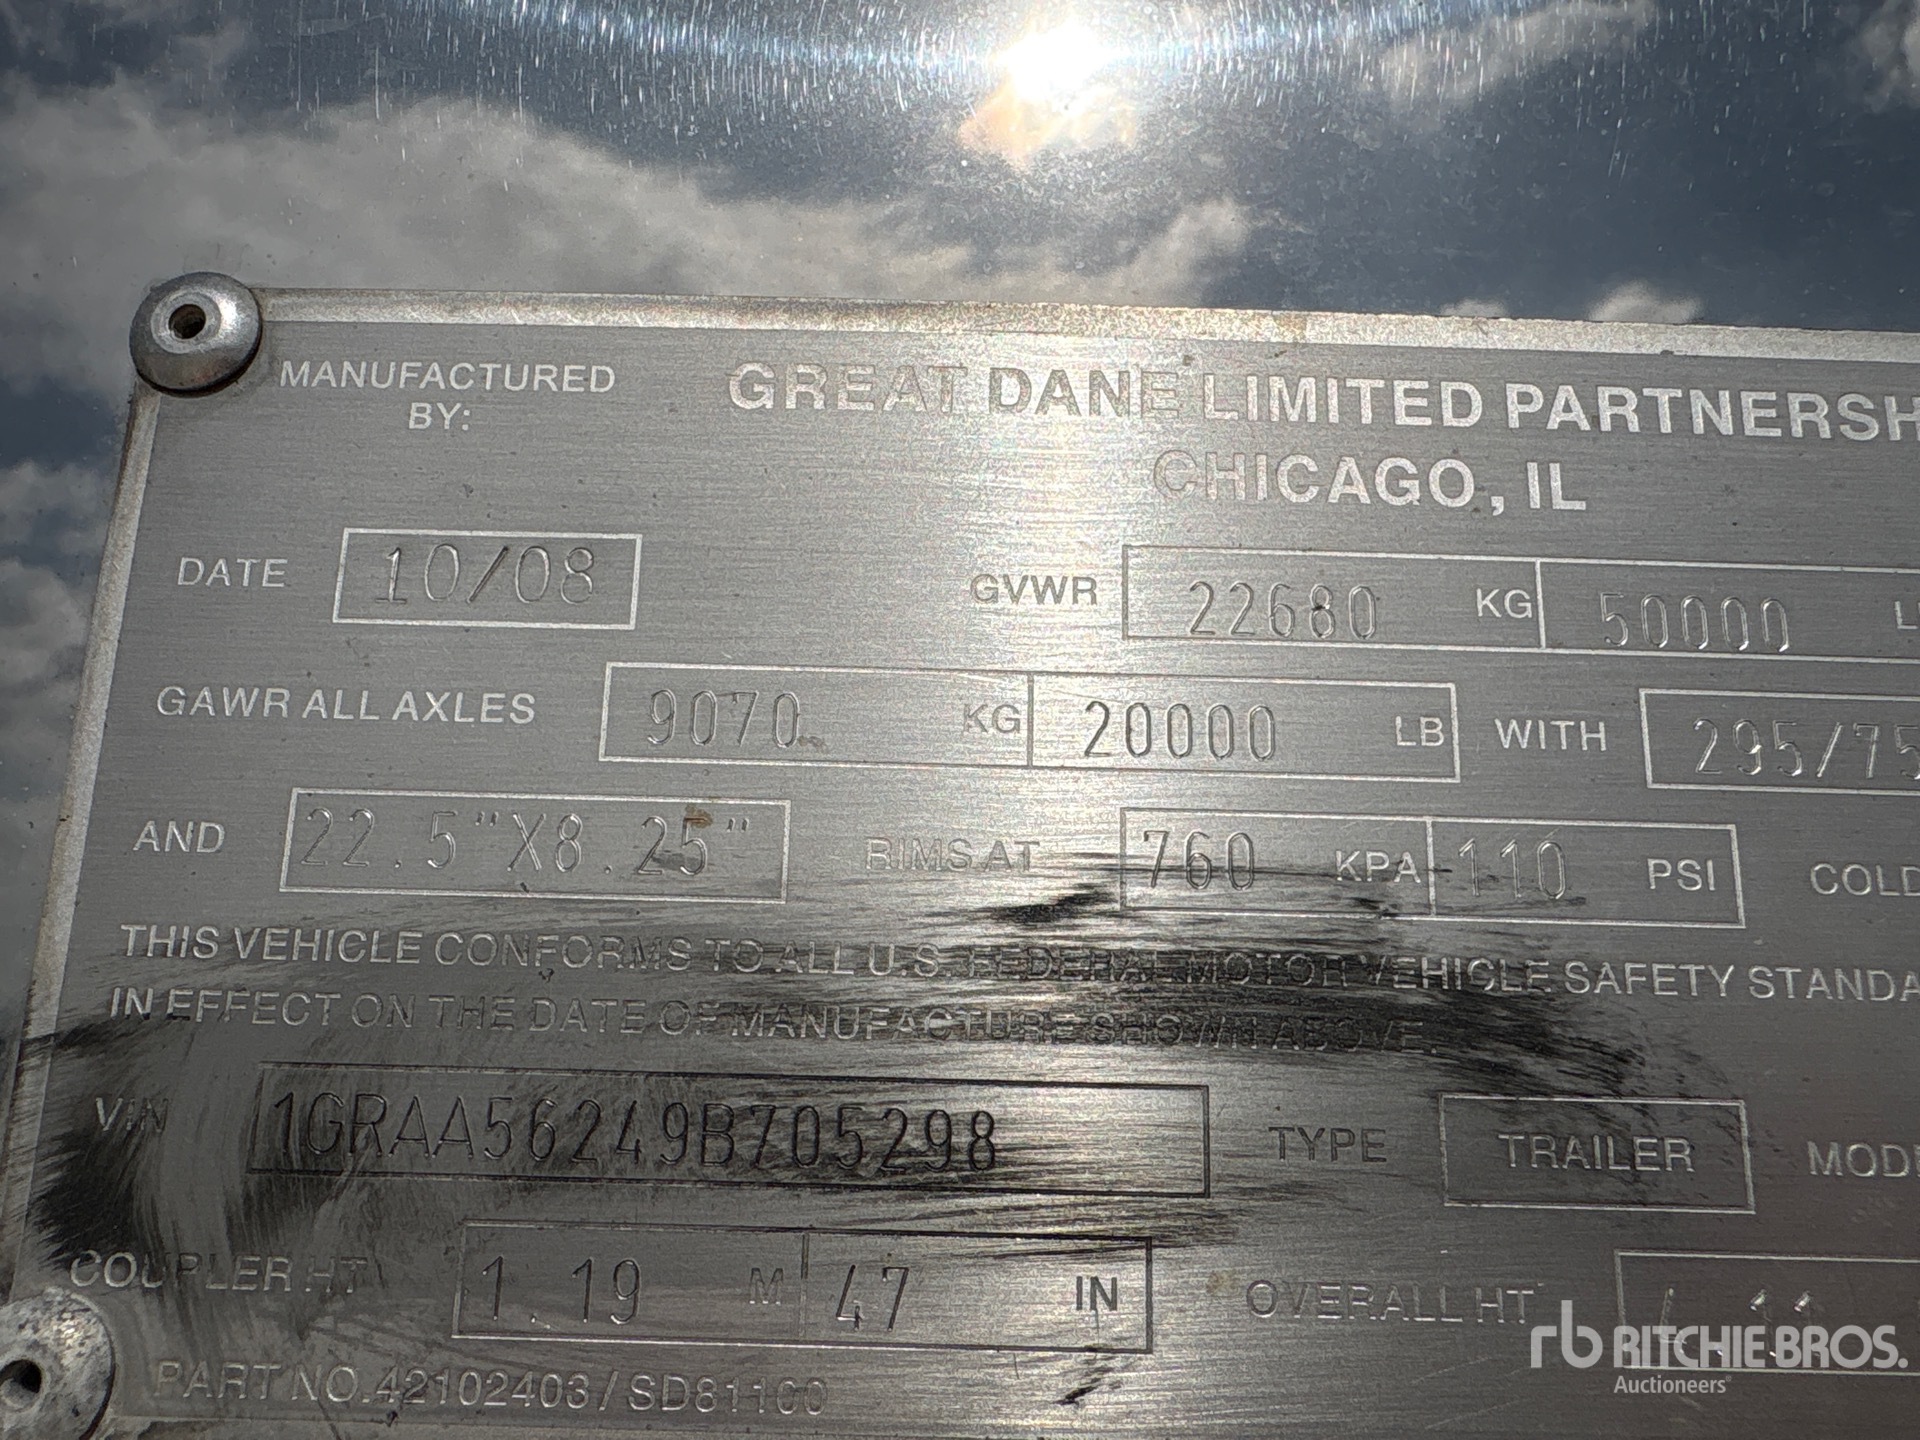 MANUFACTURED BY: GREAT DANE LIMITED PARTNERSH
CHICAGO, IL
DATE 10/08 GVWR 22680 KG 50000 L
GAWR ALL AXLES 9070 KG 20000 LB WITH 295/75
AND 22.5"X8.25" RIMS AT 760 KPA 110 PSI COLD
THIS VEHICLE CONFORMS TO ALL U.S. FEDERAL MOTOR VEHICLE SAFETY STANDA
IN EFFECT ON THE DATE OF MANUFACTURE SHOWN ABOVE.
VIN 1GRAA56249B705298 TYPE TRAILER MOD
COUPLER HT 1.19 M 47 IN OVERALL HT
PART NO. 42102403/SD81100
rb RITCHIE BROS.
Auctioneers